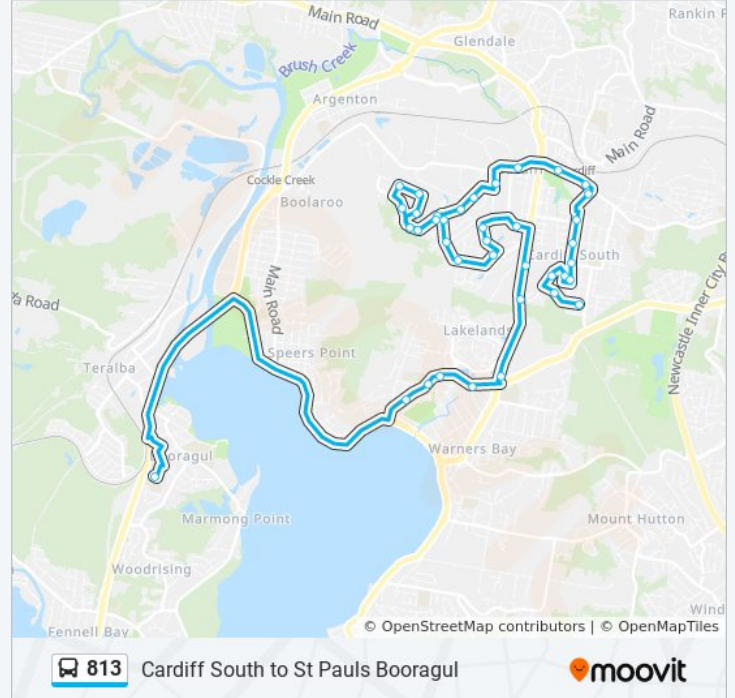 Main Road
Rankin P
Glendale
Brush Creek
Argenton
Main Road
Cardiff
Cockle Creek
Boolaroo
Cardiff South
Newcastle Inner City B
Main Road
a Road
Lakelands
Speers Point
Teralba
Warners Bay
Booragul
Marmong Point
Mount Hutton
Woodrising
Wind
Fennell Bay
© OpenStreetMap contributors | © OpenMapTiles
813 Cardiff South to St Pauls Booragul
moovit